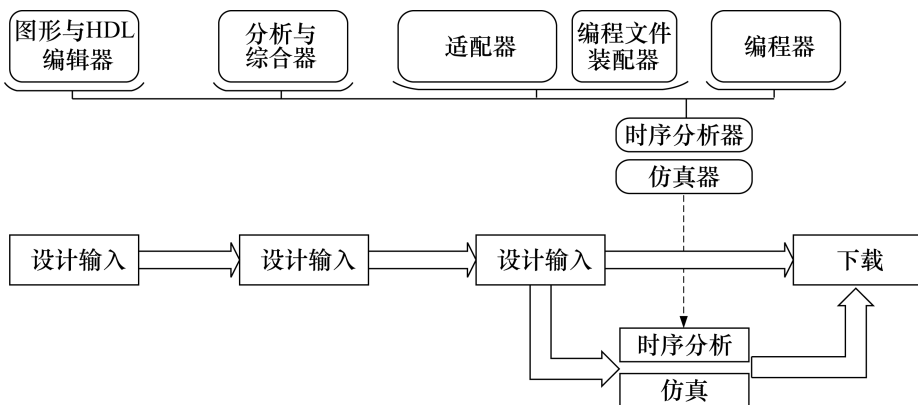 图形与HDL
编辑器
分析与
综合器
适配器
编程文件
装配器
编程器
时序分析器
仿真器
设计输入
设计输入
设计输入
下载
时序分析
仿真